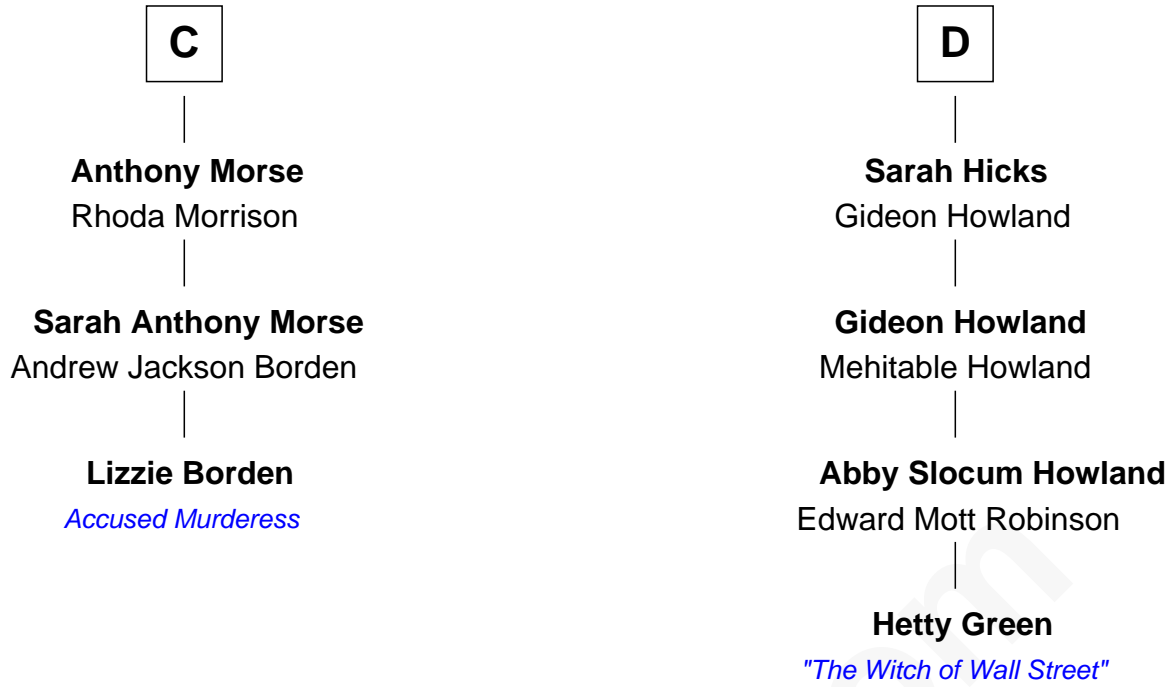 C
Anthony Morse
Rhoda Morrison
Sarah Anthony Morse
Andrew Jackson Borden
Lizzie Borden
Accused Murderess
D
Sarah Hicks
Gideon Howland
Gideon Howland
Mehitable Howland
Abby Slocum Howland
Edward Mott Robinson
Hetty Green
"The Witch of Wall Street"